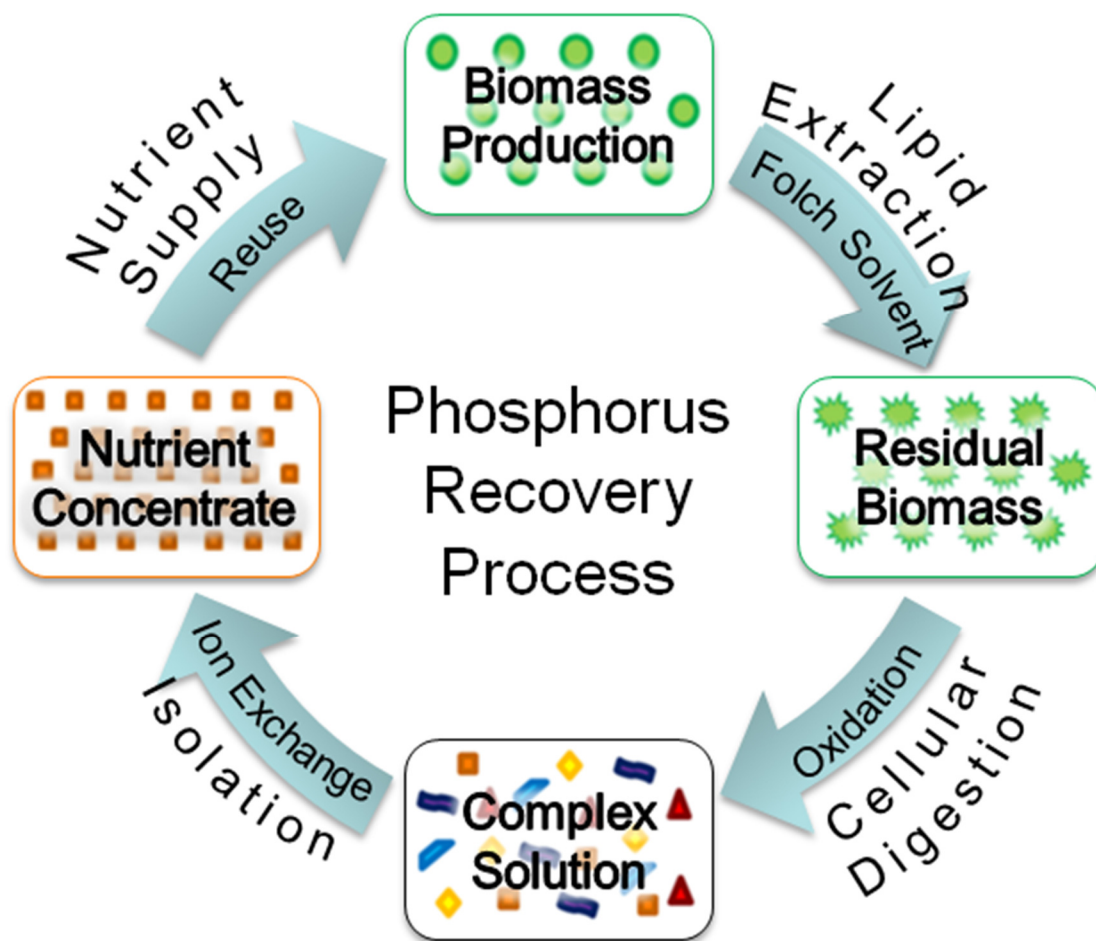 Biomass
Production
Lipid
Extraction
Folch Solvent
Residual
Biomass
Oxidation
Cellular
Digestion
Complex
Solution
Ion Exchange
Isolation
Nutrient
Concentrate
Nutrient
Supply
Reuse
Phosphorus
Recovery
Process